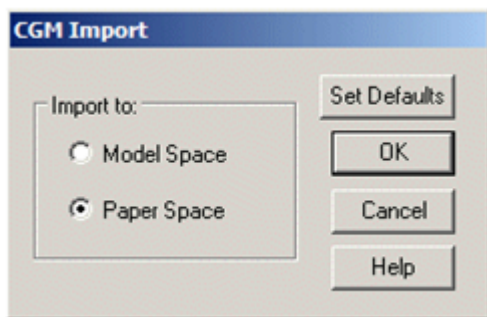 CGM Import
Import to:
Model Space
Paper Space
Set Defaults
OK
Cancel
Help